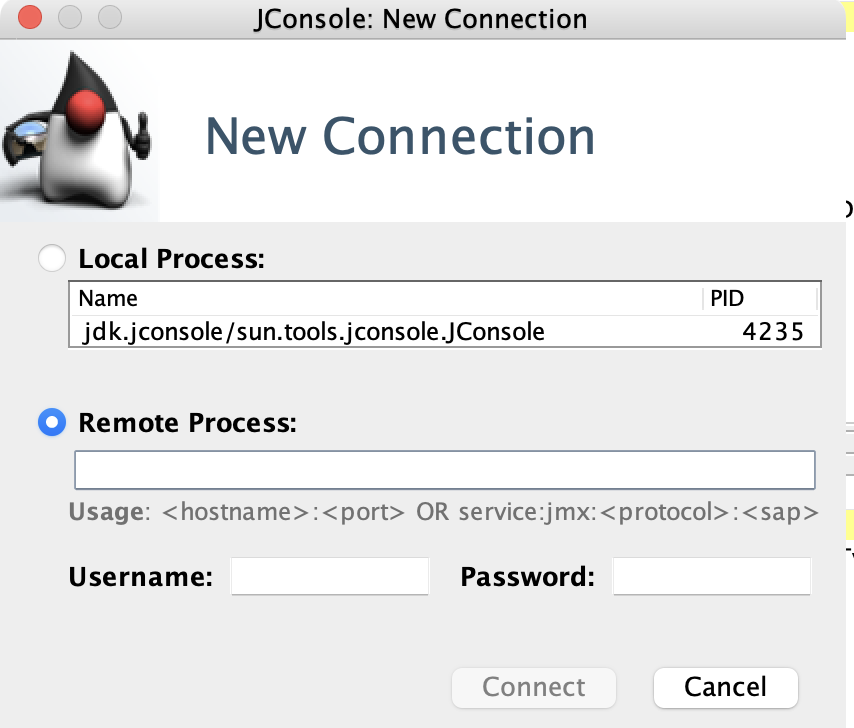 JConsole: New Connection
New Connection
Local Process:
Name PID
jdk.jconsole/sun.tools.jconsole.JConsole 4235
Remote Process:
Usage: <hostname>:<port> OR service:jmx:<protocol>:<sap>
Username: Password:
Connect Cancel